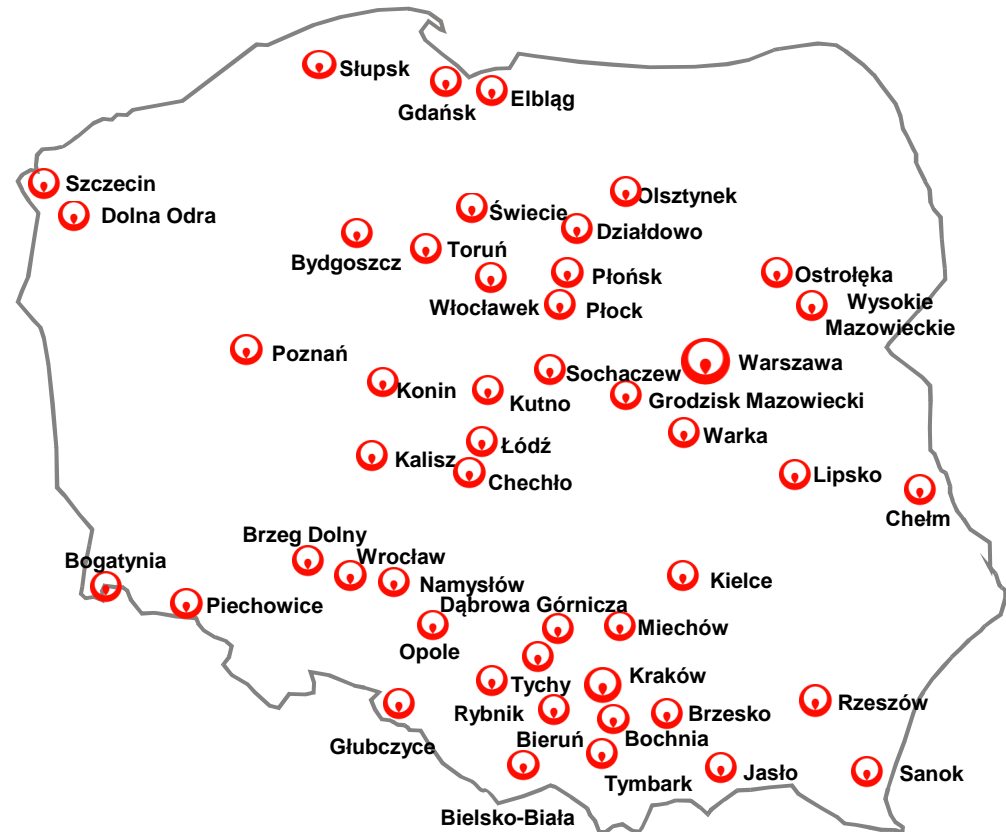 Słupsk
Gdańsk
Elbląg
Szczecin
Dolna Odra
Olsztynek
Świecie
Działdowo
Bydgoszcz
Toruń
Włocławek
Płońsk
Płock
Ostrołęka
Wysokie
Mazowieckie
Poznań
Konin
Kutno
Sochaczew
Warszawa
Grodzisk Mazowiecki
Warka
Kalisz
Łódź
Chechło
Lipsko
Chełm
Brzeg Dolny
Bogatynia
Wrocław
Namysłów
Piechowice
Kielce
Dąbrowa Górnicza
Miechów
Opole
Tychy
Kraków
Rybnik
Brzesko
Rzeszów
Głubczyce
Bieruń
Bochnia
Tymbark
Jasło
Sanok
Bielsko-Biała